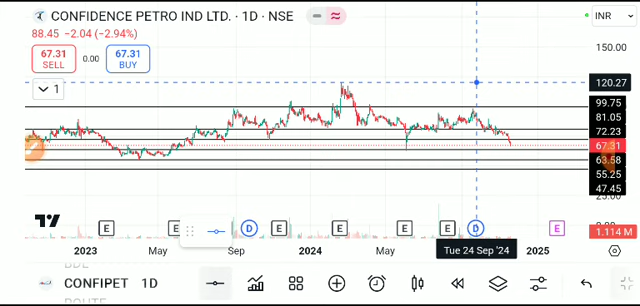 CONFIDENCE PETRO IND LTD. · 1D · NSE
INR
88.45 −2.04 (−2.94%)
67.31
SELL
0.00
67.31
BUY
1
150.00
120.27
99.75
81.05
72.23
67.31
63.58
55.25
47.45
25.00
1.114 M
E
E
D
E
E
E
E
D
E
2023
May
Sep
2024
May
Tue 24 Sep '24
2025
CONFIPET 1D